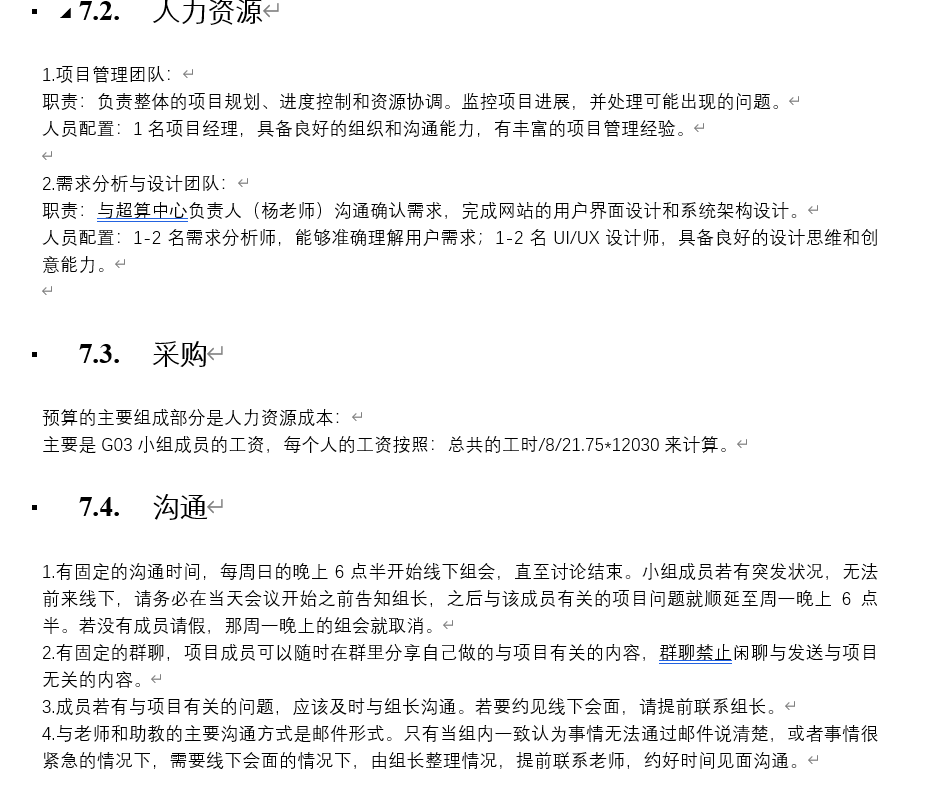 7.2. 人力资源
1.项目管理团队：
职责：负责整体的项目规划、进度控制和资源协调。监控项目进展，并处理可能出现的问题。
人员配置：1 名项目经理，具备良好的组织和沟通能力，有丰富的项目管理经验。
2.需求分析与设计团队：
职责：与超算中心负责人（杨老师）沟通确认需求，完成网站的用户界面设计和系统架构设计。
人员配置：1-2 名需求分析师，能够准确理解用户需求；1-2 名 UI/UX 设计师，具备良好的设计思维和创
意能力。
7.3. 采购
预算的主要组成部分是人力资源成本：
主要是 G03 小组成员的工资，每个人的工资按照：总共的工时/8/21.75*12030 来计算。
7.4. 沟通
1.有固定的沟通时间，每周日的晚上 6 点半开始线下组会，直至讨论结束。小组成员若有突发状况，无法
前来线下，请务必在当天会议开始之前告知组长，之后与该成员有关的项目问题就顺延至周一晚上 6 点
半。若没有成员请假，那周一晚上的组会就取消。
2.有固定的群聊，项目成员可以随时在群里分享自己做的与项目有关的内容，群聊禁止闲聊与发送与项目
无关的内容。
3.成员若有与项目有关的问题，应该及时与组长沟通。若要约见线下会面，请提前联系组长。
4.与老师和助教的主要沟通方式是邮件形式。只有当组内一致认为事情无法通过邮件说清楚，或者事情很
紧急的情况下，需要线下会面的情况下，由组长整理情况，提前联系老师，约好时间见面沟通。